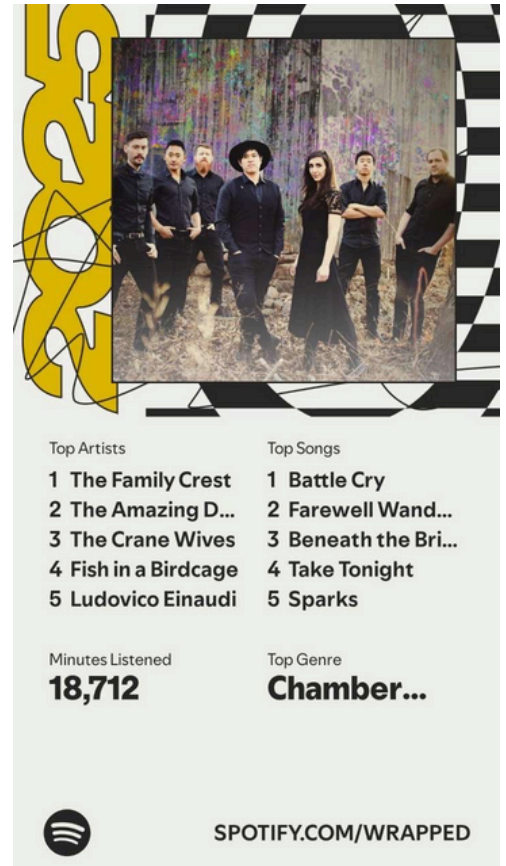 2025
Top Artists
1 The Family Crest
2 The Amazing D...
3 The Crane Wives
4 Fish in a Birdcage
5 Ludovico Einaudi
Top Songs
1 Battle Cry
2 Farewell Wand...
3 Beneath the Bri...
4 Take Tonight
5 Sparks
Minutes Listened
18,712
Top Genre
Chamber...
SPOTIFY.COM/WRAPPED